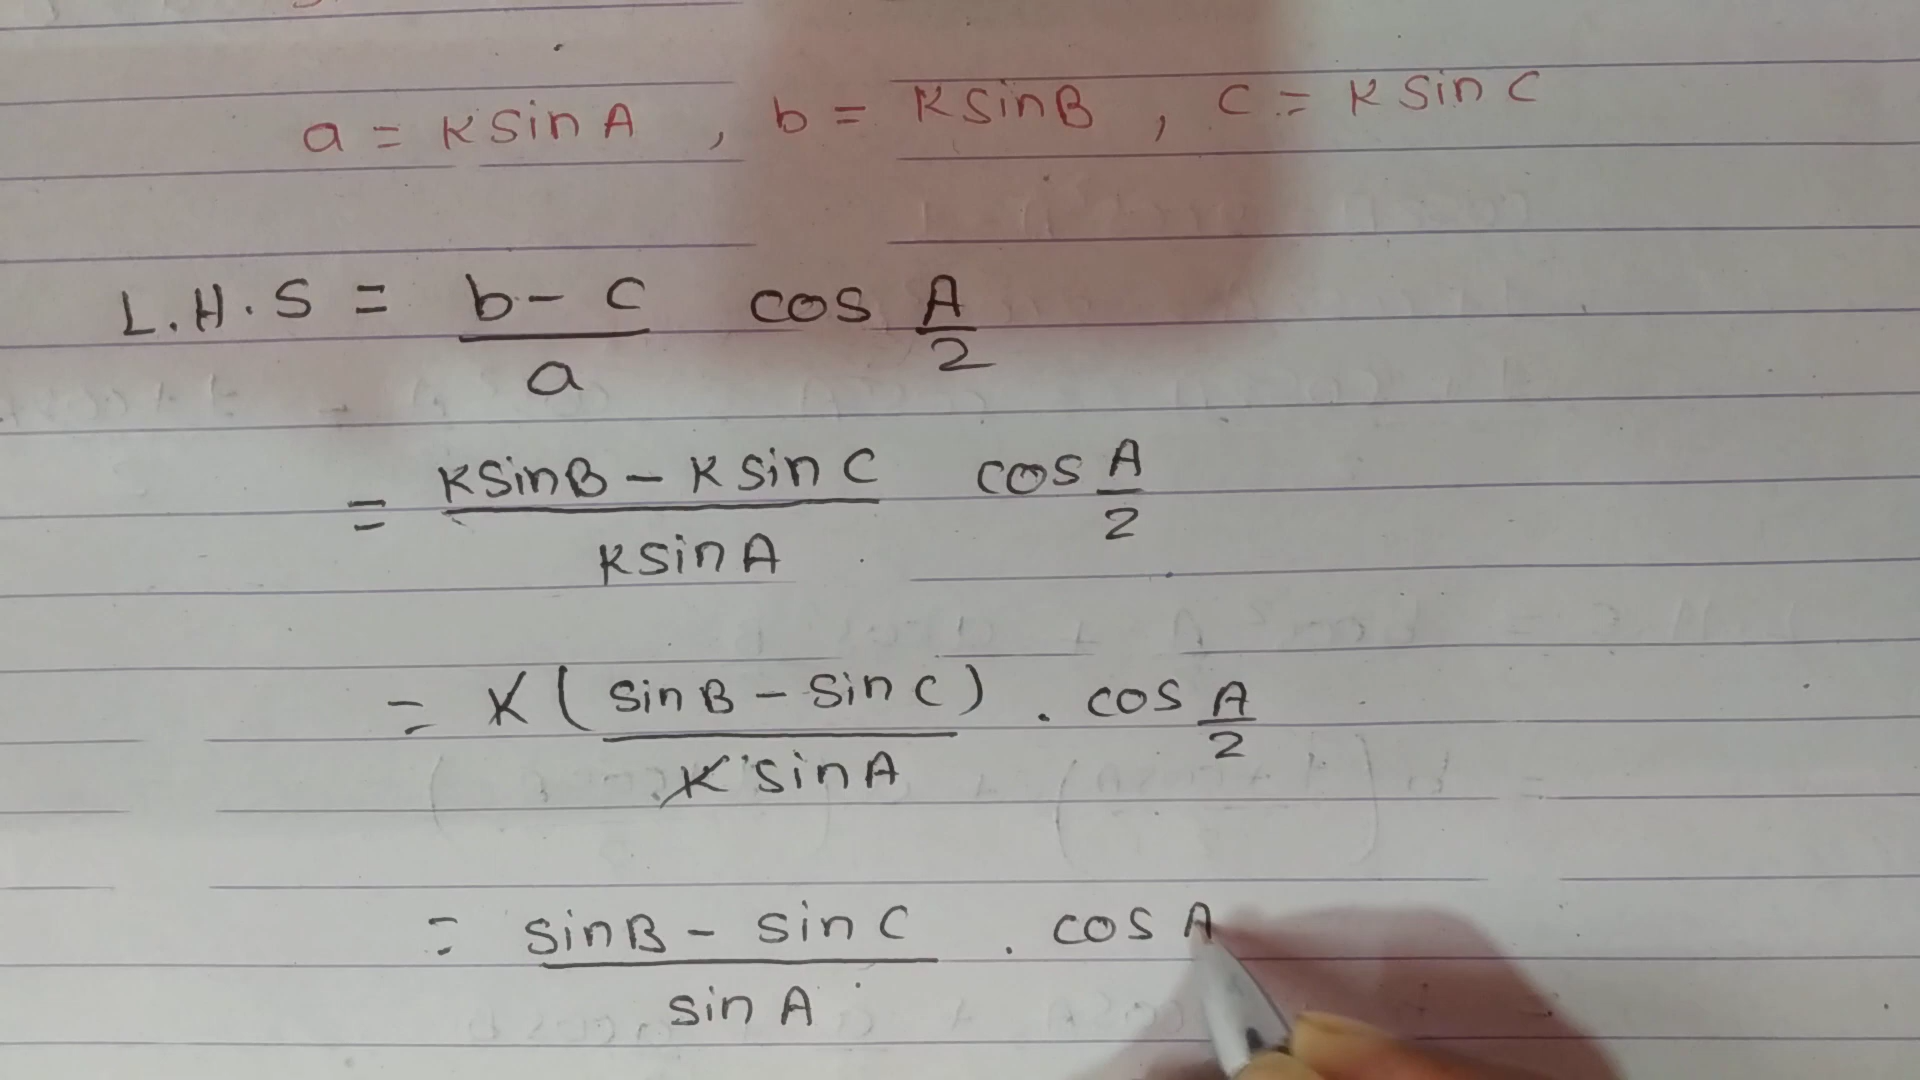 a = K sin A , b = K sin B , c = K sin C
L.H.S = b - c / a cos A/2
= K sin B - K sin C / K sin A cos A/2
= K ( sin B - sin C ) / K sin A . cos A/2
= sin B - sin C / sin A . cos A